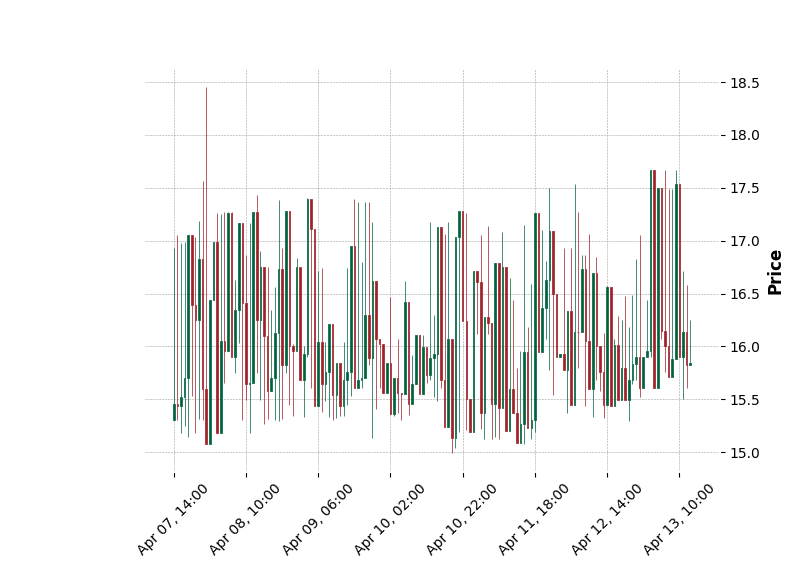 18.5
18.0
17.5
17.0
16.5
16.0
15.5
15.0
Price
Apr 07, 14:00
Apr 08, 10:00
Apr 09, 06:00
Apr 10, 02:00
Apr 10, 22:00
Apr 11, 18:00
Apr 12, 14:00
Apr 13, 10:00